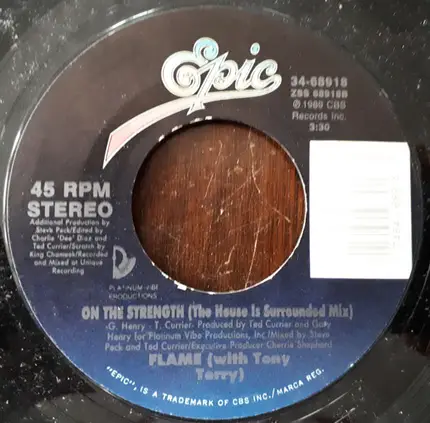 Epic
34-68918
ZSS 68918B
℗ 1989 CBS
Records Inc.
3:30
45 RPM
STEREO
Additional Production by
Steve Peck/Edited by
Charlie 'Dee' Diaz and
Ted Currier/Scratch by
King Chameek/Recorded
and Mixed at Unique
Recording
PLATINUM VIBE
PRODUCTIONS
ON THE STRENGTH (The House Is Surrounded Mix)
-G. Henry - T. Currier- Produced by Ted Currier and Gary
Henry for Platinum Vibe Productions, Inc./Mixed by Steve
Peck and Ted Currier/Executive Producer Cherrie Shepherd
FLAME (with Tony
Terry)
"EPIC", IS A TRADEMARK OF CBS INC./MARCA REG.